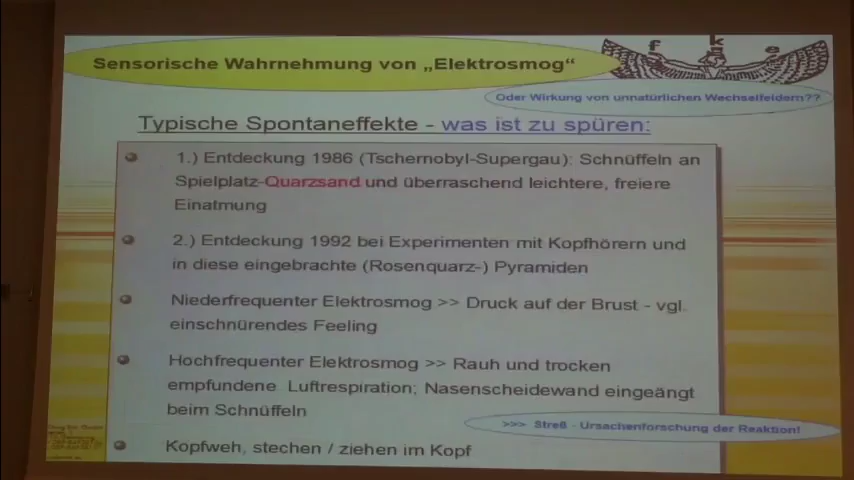 Sensorische Wahrnehmung von „Elektrosmog“
f k e
Oder Wirkung von unnatürlichen Wechselfeldern??
Typische Spontaneffekte - was ist zu spüren:
1.) Entdeckung 1986 (Tschernobyl-Supergau): Schnüffeln an
Spielplatz-Quarzsand und überraschend leichtere, freiere
Einatmung
2.) Entdeckung 1992 bei Experimenten mit Kopfhörern und
in diese eingebrachte (Rosenquarz-) Pyramiden
Niederfrequenter Elektrosmog >> Druck auf der Brust - vgl.
einschnürendes Feeling
Hochfrequenter Elektrosmog >> Rauh und trocken
empfundene Luftrespiration; Nasenscheidewand eingeängt
beim Schnüffeln
>>> Streß - Ursachenforschung der Reaktion!
Kopfweh, stechen / ziehen im Kopf